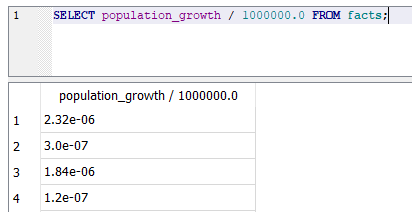 1 SELECT population_growth / 1000000.0 FROM facts;
population_growth / 1000000.0
1 2.32e-06
2 3.0e-07
3 1.84e-06
4 1.2e-07